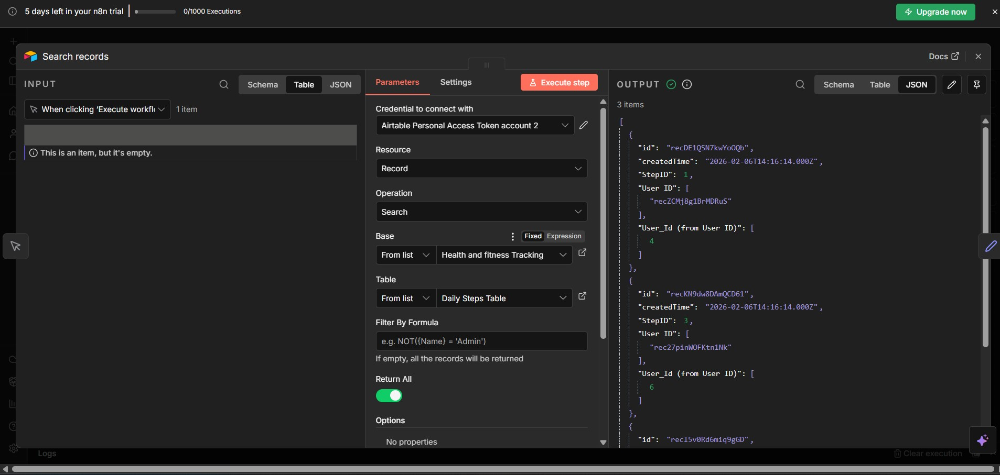 5 days left in your n8n trial
0/1000 Executions
Upgrade now
Search records
Docs
INPUT
Schema
Table
JSON
When clicking ‘Execute workfl
1 item
This is an item, but it's empty.
Parameters
Settings
Execute step
Credential to connect with
Airtable Personal Access Token account 2
Resource
Record
Operation
Search
Base
Fixed
Expression
From list
Health and fitness Tracking
Table
From list
Daily Steps Table
Filter By Formula
e.g. NOT({Name} = 'Admin')
If empty, all the records will be returned
Return All
Options
No properties
OUTPUT
Schema
Table
JSON
3 items
[
{
"id": "recDE1QSN7kwYoOQb",
"createdTime": "2026-02-06T14:16:14.000Z",
"StepID": 1,
"User ID": [
"recZCMj8g1BrMDRuS"
],
"User_Id (from User ID)": [
4
]
},
{
"id": "recKN9dw8DAmQCD61",
"createdTime": "2026-02-06T14:16:14.000Z",
"StepID": 3,
"User ID": [
"rec27pinWOFKtn1Nk"
],
"User_Id (from User ID)": [
6
]
},
{
"id": "recl5v0Rd6miq9gGD",
Logs
Clear execution